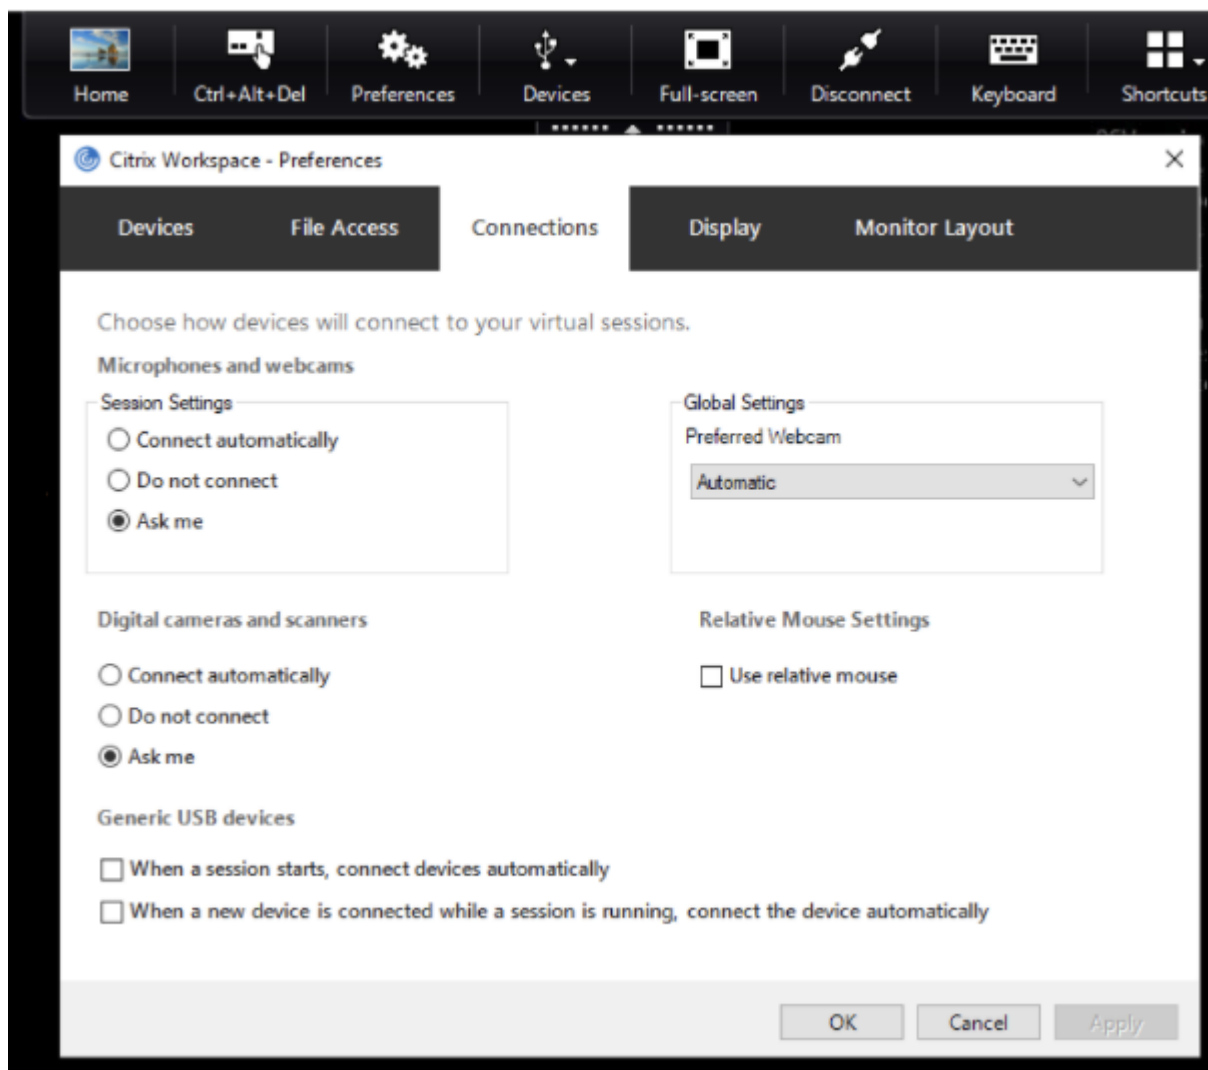 Home
Ctrl+Alt+Del
Preferences
Devices
Full-screen
Disconnect
Keyboard
Shortcuts
Citrix Workspace - Preferences
Devices
File Access
Connections
Display
Monitor Layout
Choose how devices will connect to your virtual sessions.
Microphones and webcams
Session Settings
Connect automatically
Do not connect
Ask me
Global Settings
Preferred Webcam
Automatic
Digital cameras and scanners
Connect automatically
Do not connect
Ask me
Relative Mouse Settings
Use relative mouse
Generic USB devices
When a session starts, connect devices automatically
When a new device is connected while a session is running, connect the device automatically
OK
Cancel
Apply